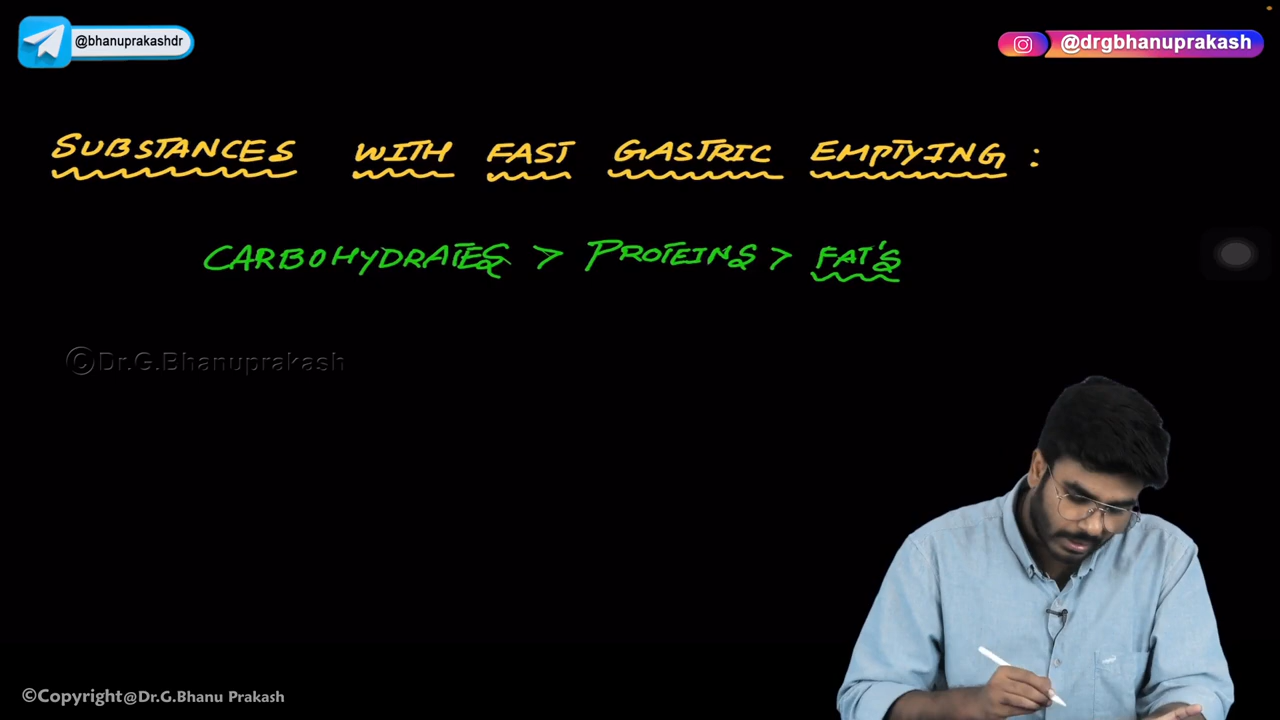 @bhanuprakashdr
@drgbhanuprakash
SUBSTANCES WITH FAST GASTRIC EMPTYING :
CARBOHYDRATES > PROTEINS > FAT'S
©Dr.G.Bhanuprakash
©Copyright@Dr.G.Bhanu Prakash